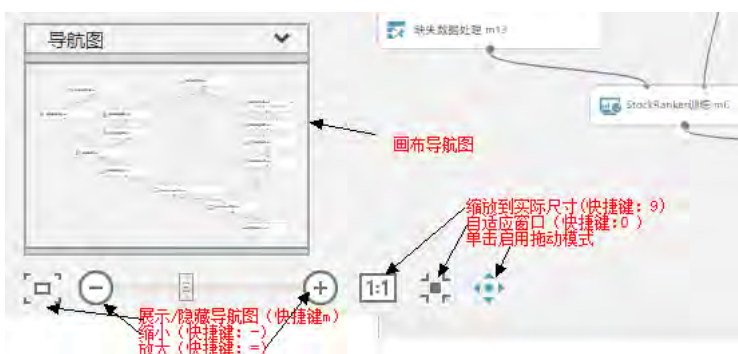 导航图
缺失数据处理 m13
StockRanker训练 m6
画布导航图
缩放到实际尺寸(快捷键: 9)
自适应窗口 (快捷键:0 )
单击启用拖动模式
1:1
展示/隐藏导航图 (快捷键m)
缩小 (快捷键: -)
放大 (快捷键: =)